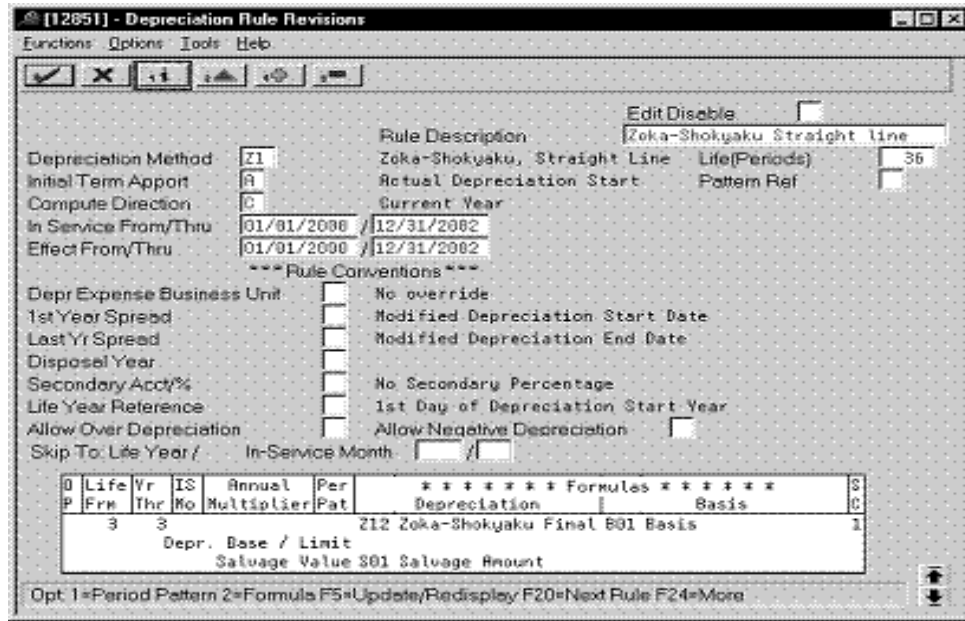 [12851] - Depreciation Rule Revisions
Functions Options Tools Help
Edit Disable
Rule Description Zoka-Shokyaku Straight line
Depreciation Method Z1 Zoka-Shokyaku, Straight Line Life(Periods) 36
Initial Term Apport A Actual Depreciation Start Pattern Ref
Compute Direction C Current Year
In Service From/Thru 01/01/2000 / 12/31/2002
Effect From/Thru 01/01/2000 / 12/31/2002
*** Rule Conventions ***
Depr Expense Business Unit No override
1st Year Spread Modified Depreciation Start Date
Last Yr Spread Modified Depreciation End Date
Disposal Year
Secondary Acct/% No Secondary Percentage
Life Year Reference 1st Day of Depreciation Start Year
Allow Over Depreciation Allow Negative Depreciation
Skip To: Life Year / In-Service Month /
O Life Yr IS Annual Per * * * * * * * Formulas * * * * * * S
P Frm Thr Mo Multiplier Pat Depreciation Basis C
3 3 Z12 Zoka-Shokyaku Final B01 Basis 1
Depr. Base / Limit
Salvage Value S01 Salvage Amount
Opt: 1=Period Pattern 2=Formula F5=Update/Redisplay F20=Next Rule F24=More